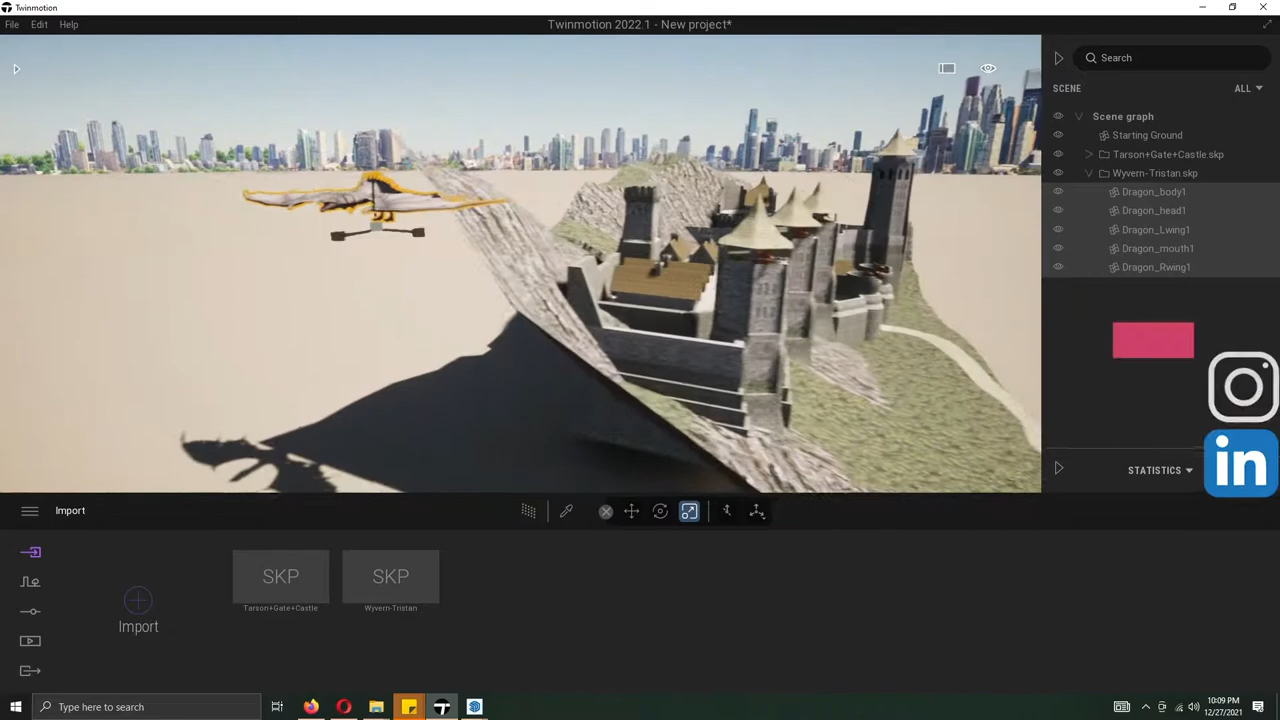 Twinmotion
File Edit Help
Twinmotion 2022.1 - New project*
Search
SCENE
ALL
Scene graph
Starting Ground
Tarson+Gate+Castle.skp
Wyvern-Tristan.skp
Dragon_body1
Dragon_head1
Dragon_Lwing1
Dragon_mouth1
Dragon_Rwing1
in
STATISTICS
Import
SKP
SKP
Import
Tarson+Gate+Castle
Wyvern-Tristan
Type here to search
10:09 PM
12/27/2021